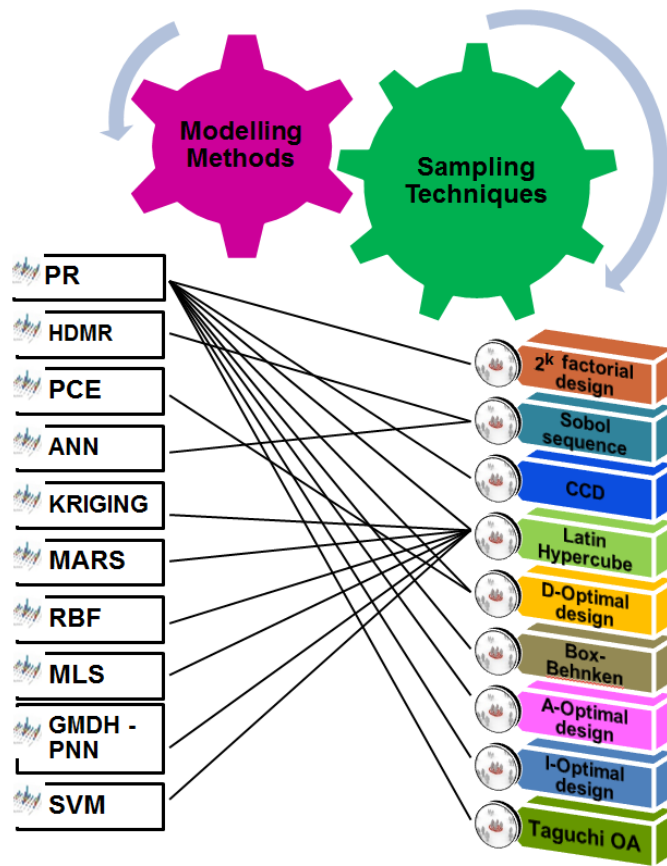 Modelling
Methods
Sampling
Techniques
PR
HDMR
PCE
ANN
KRIGING
MARS
RBF
MLS
GMDH -
PNN
SVM
2ᵏ factorial
design
Sobol
sequence
CCD
Latin
Hypercube
D-Optimal
design
Box-
Behnken
A-Optimal
design
I-Optimal
design
Taguchi OA